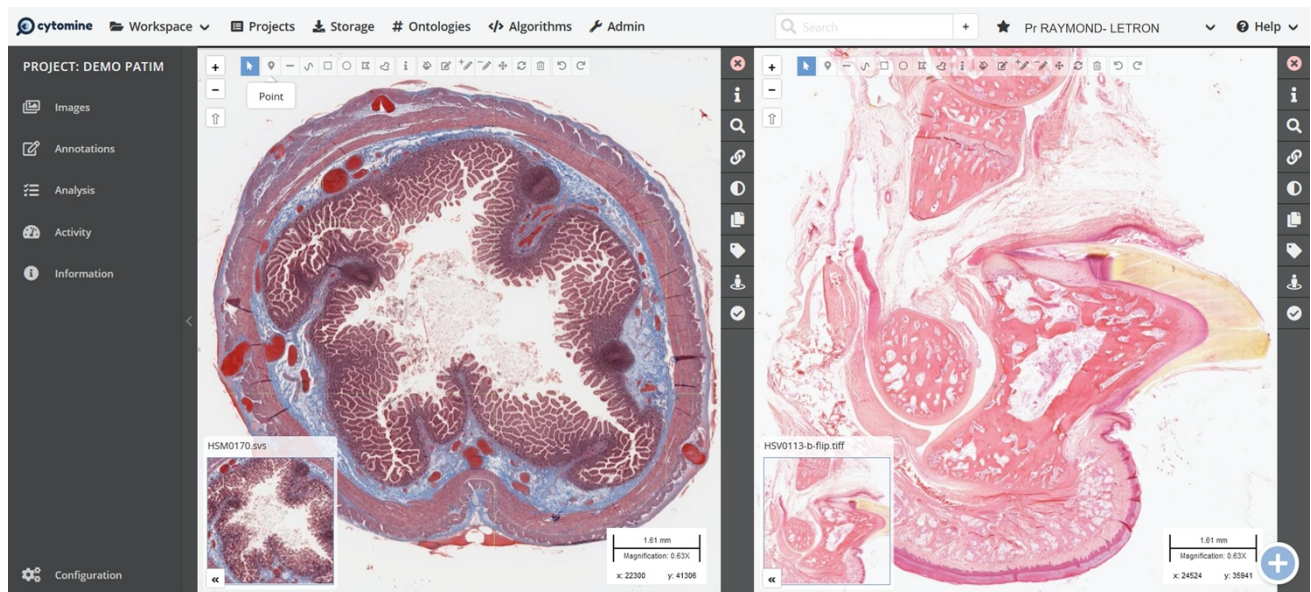 cytomine Workspace Projects Storage # Ontologies </> Algorithms Admin Search + Pr RAYMOND- LETRON Help
PROJECT: DEMO PATIM
Images
Annotations
Analysis
Activity
Information
Configuration
+
−
Point
HSM0170.svs
«
1.61 mm
Magnification: 0.63X
x: 22300 y: 41306
+
−
HSV0113-b-flip.tiff
«
1.61 mm
Magnification: 0.63X
x: 24524 y: 35941